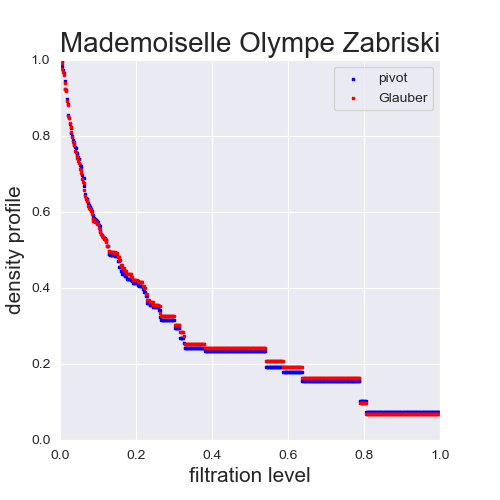 Mademoiselle Olympe Zabriski
pivot
Glauber
density profile
1.0
0.8
0.6
0.4
0.2
0.0
0.0 0.2 0.4 0.6 0.8 1.0
filtration level